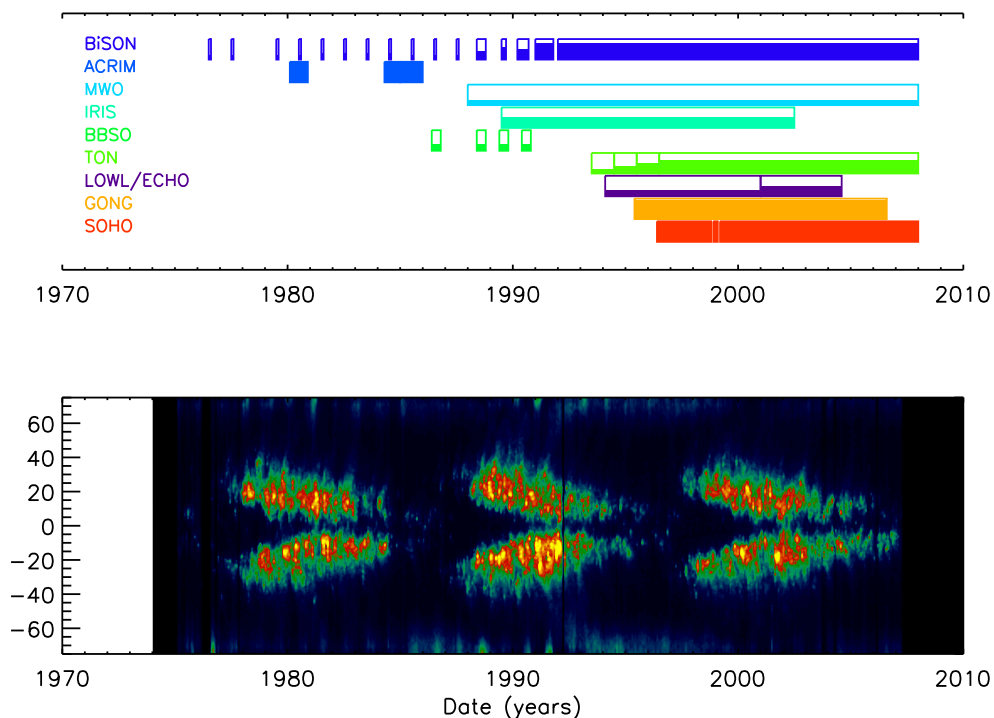 BiSON
ACRIM
MWO
IRIS
BBSO
TON
LOWL/ECHO
GONG
SOHO
1970 1980 1990 2000 2010
60
40
20
0
−20
−40
−60
1970 1980 1990 2000 2010
Date (years)